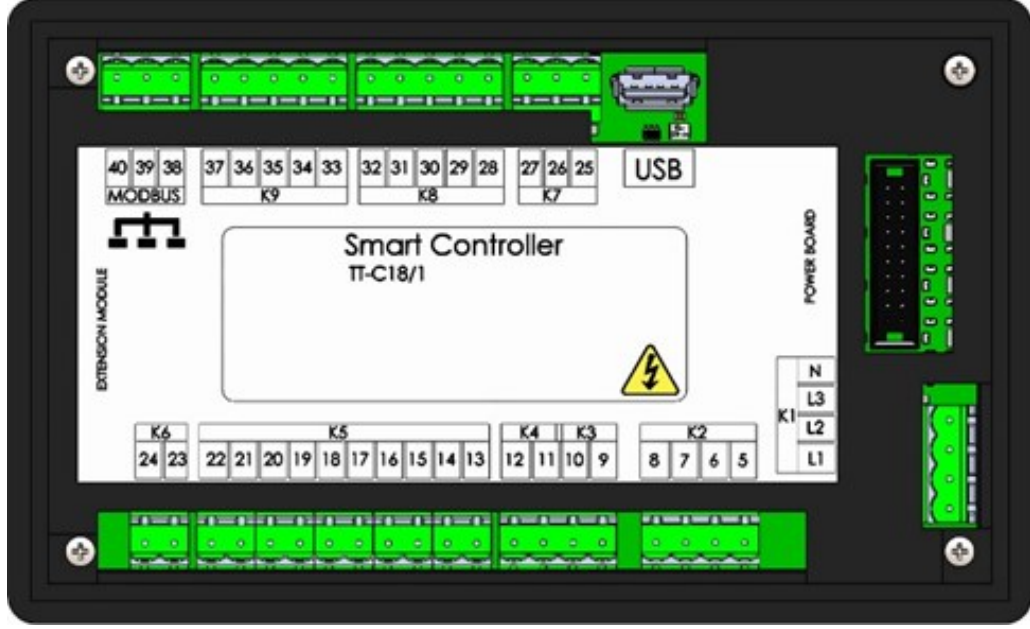 40 39 38 37 36 35 34 33 32 31 30 29 28 27 26 25 USB
MODBUS K9 K8 K7
Smart Controller
TT-C18/1
EXTENSION MODULE
POWER BOARD
K1
N
L3
L2
L1
K6 K5 K4 K3 K2
24 23 22 21 20 19 18 17 16 15 14 13 12 11 10 9 8 7 6 5